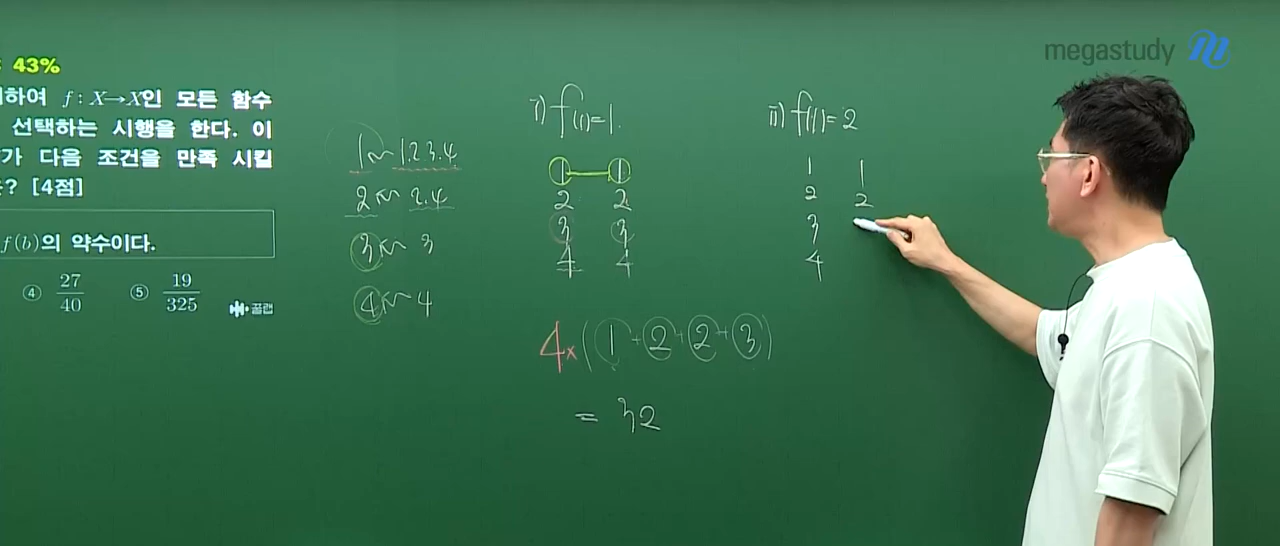 megastudy
43%
하여 f : X→X인 모든 함수
선택하는 시행을 한다. 이
가 다음 조건을 만족 시킬
? [4점]
f(b)의 약수이다.
④ 27/40 ⑤ 19/325
꿀랩
1 ~ 1.2.3.4
2 ~ 2.4
3 ~ 3
4 ~ 4
i) f(1)=1.
1 1
2 2
3 3
4 4
4×(1+2+2+3)
= 32
ii) f(1)=2
1 1
2 2
3
4